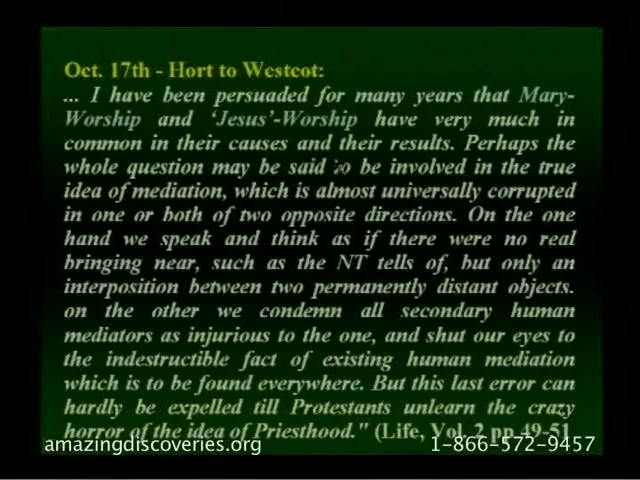 Oct. 17th - Hort to Westcot:
... I have been persuaded for many years that Mary-
Worship and 'Jesus'-Worship have very much in
common in their causes and their results. Perhaps the
whole question may be said to be involved in the true
idea of mediation, which is almost universally corrupted
in one or both of two opposite directions. On the one
hand we speak and think as if there were no real
bringing near, such as the NT tells of, but only an
interposition between two permanently distant objects.
on the other we condemn all secondary human
mediators as injurious to the one, and shut our eyes to
the indestructible fact of existing human mediation
which is to be found everywhere. But this last error can
hardly be expelled till Protestants unlearn the crazy
horror of the idea of Priesthood." (Life, Vol. 2 pp.49-51
amazingdiscoveries.org 1-866-572-9457